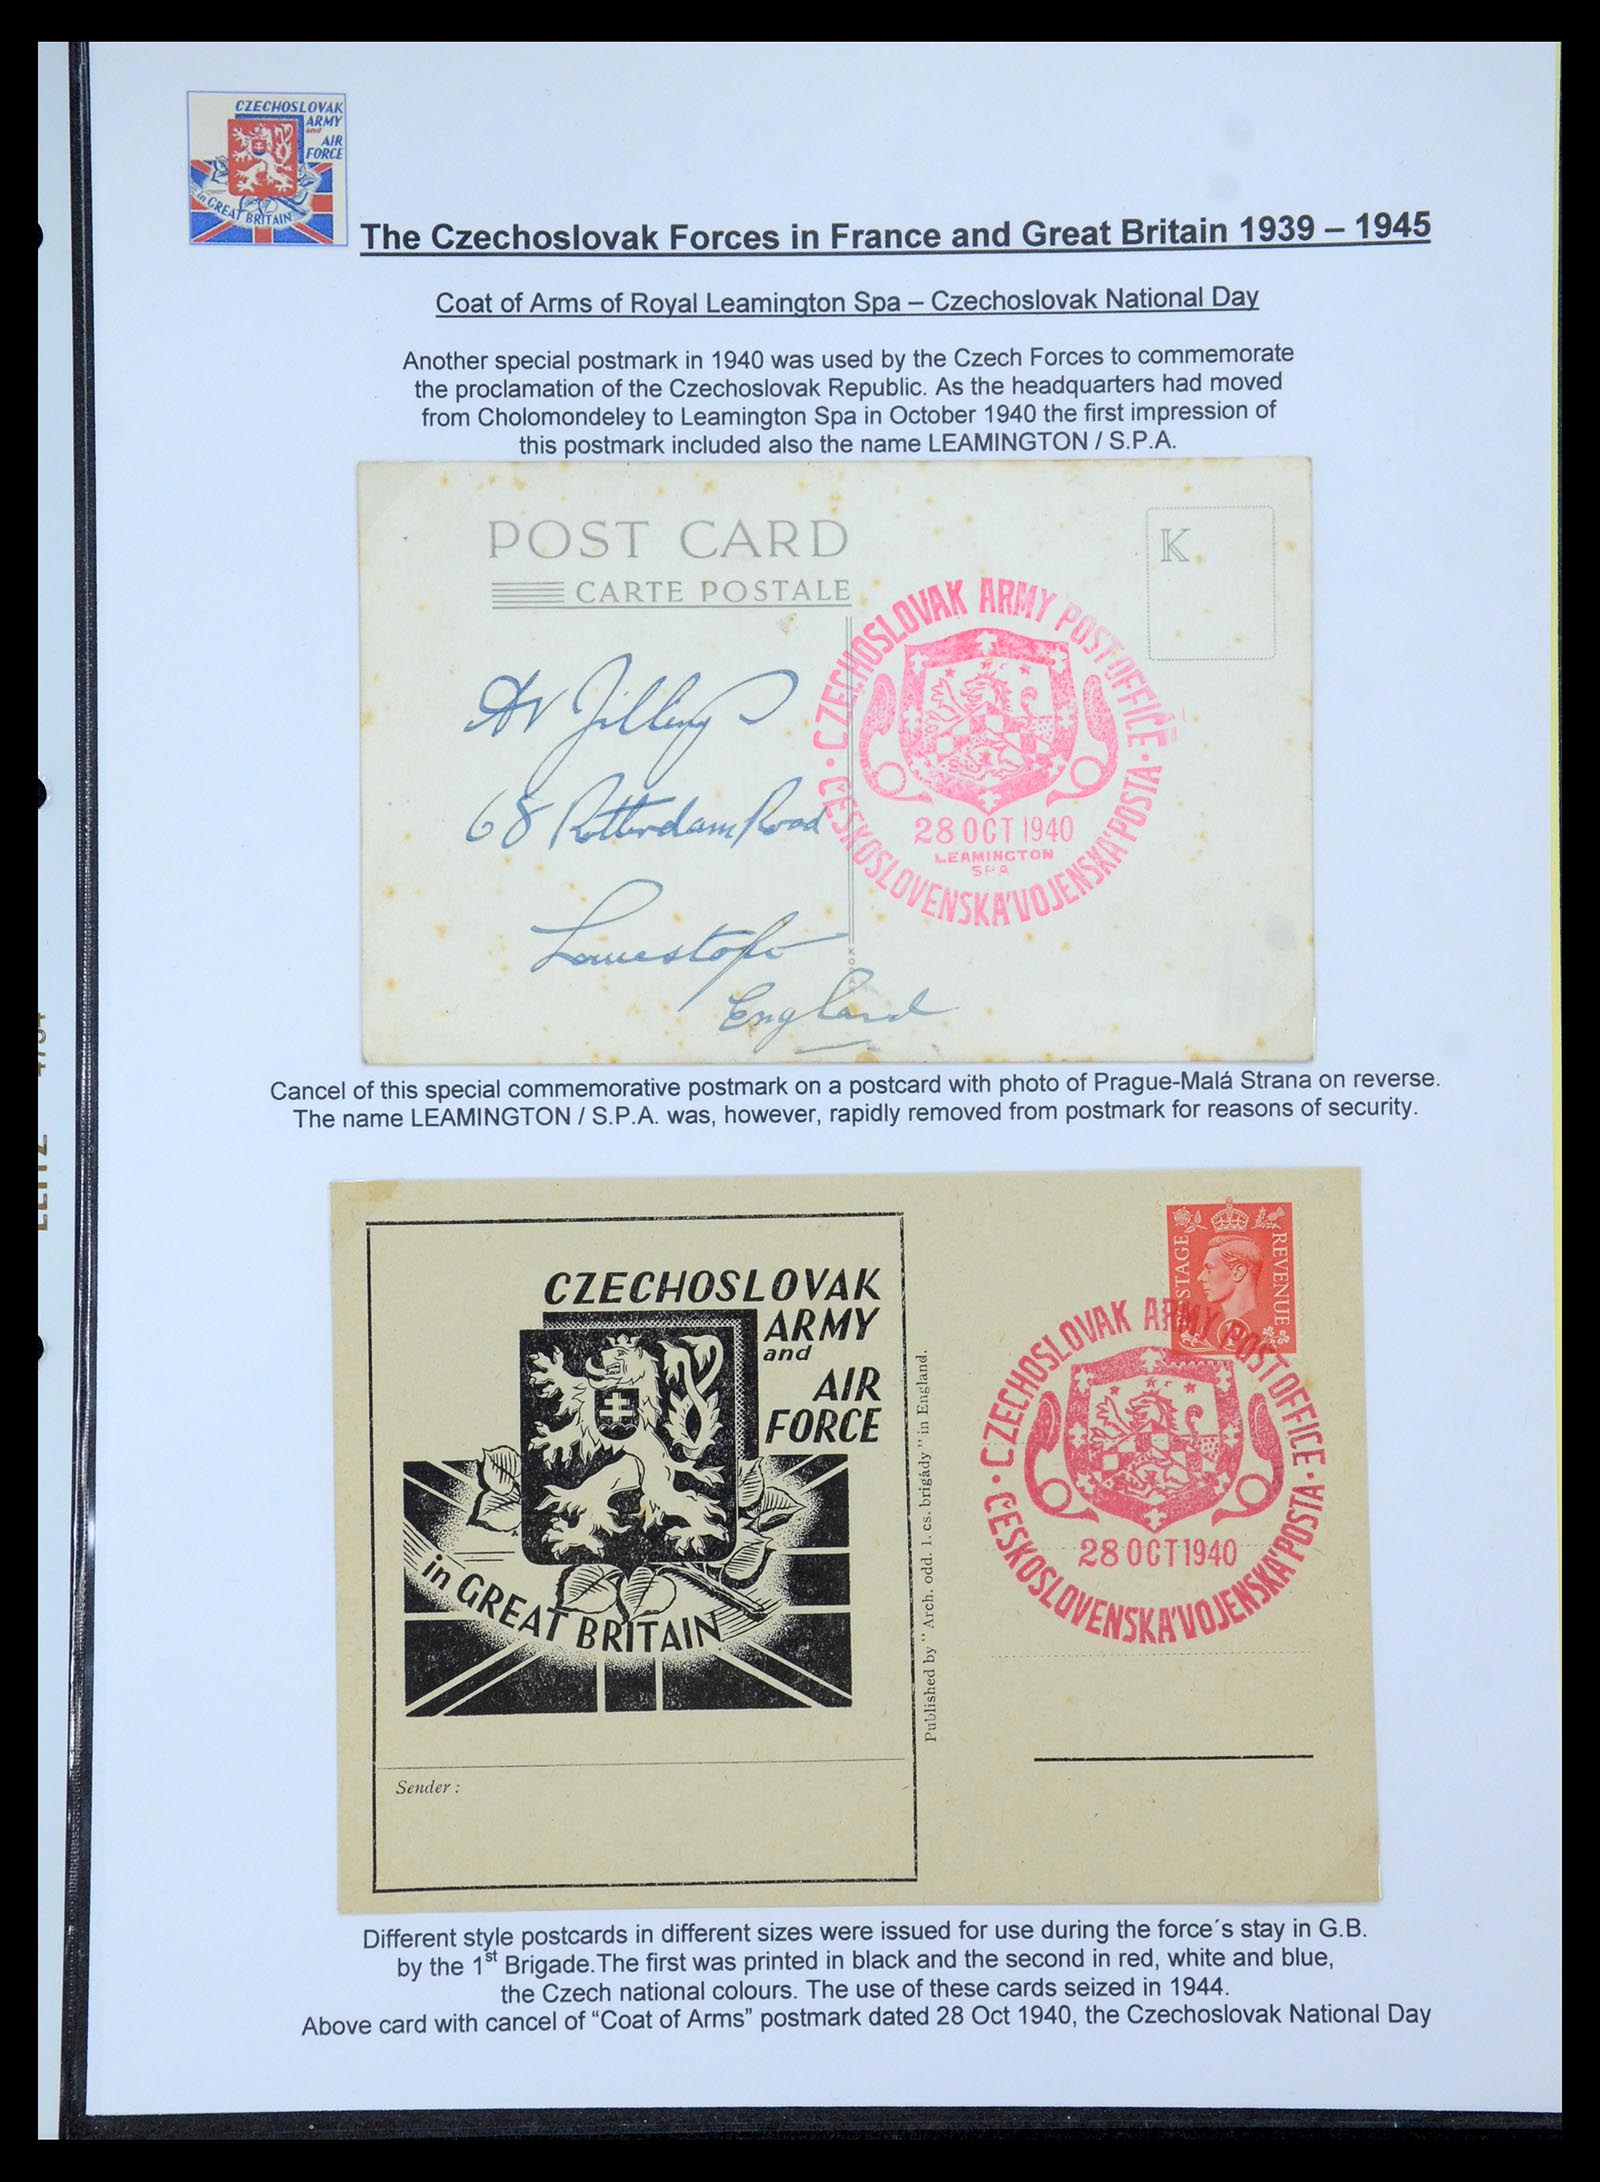 CZECHOSLOVAK
ARMY
and
AIR
FORCE
in GREAT BRITAIN
The Czechoslovak Forces in France and Great Britain 1939 – 1945
Coat of Arms of Royal Leamington Spa – Czechoslovak National Day
Another special postmark in 1940 was used by the Czech Forces to commemorate
the proclamation of the Czechoslovak Republic. As the headquarters had moved
from Cholomondeley to Leamington Spa in October 1940 the first impression of
this postmark included also the name LEAMINGTON / S.P.A.
POST CARD
CARTE POSTALE
K
CZECHOSLOVAK ARMY POST OFFICE
28 OCT 1940
LEAMINGTON
SPA
ČESKOSLOVENSKÁ VOJENSKÁ POSTA
68 Rotterdam Road
Lowestoft
England
KODAK
Cancel of this special commemorative postmark on a postcard with photo of Prague-Malá Strana on reverse.
The name LEAMINGTON / S.P.A. was, however, rapidly removed from postmark for reasons of security.
CZECHOSLOVAK
ARMY
and
AIR
FORCE
in GREAT BRITAIN
Sender :
Published by "Arch. odd. 1. čs. brigády" in England.
POSTAGE
REVENUE
CZECHOSLOVAK ARMY POST OFFICE
28 OCT 1940
ČESKOSLOVENSKÁ VOJENSKÁ POSTA
Different style postcards in different sizes were issued for use during the force´s stay in G.B.
by the 1st Brigade.The first was printed in black and the second in red, white and blue,
the Czech national colours. The use of these cards seized in 1944.
Above card with cancel of “Coat of Arms” postmark dated 28 Oct 1940, the Czechoslovak National Day